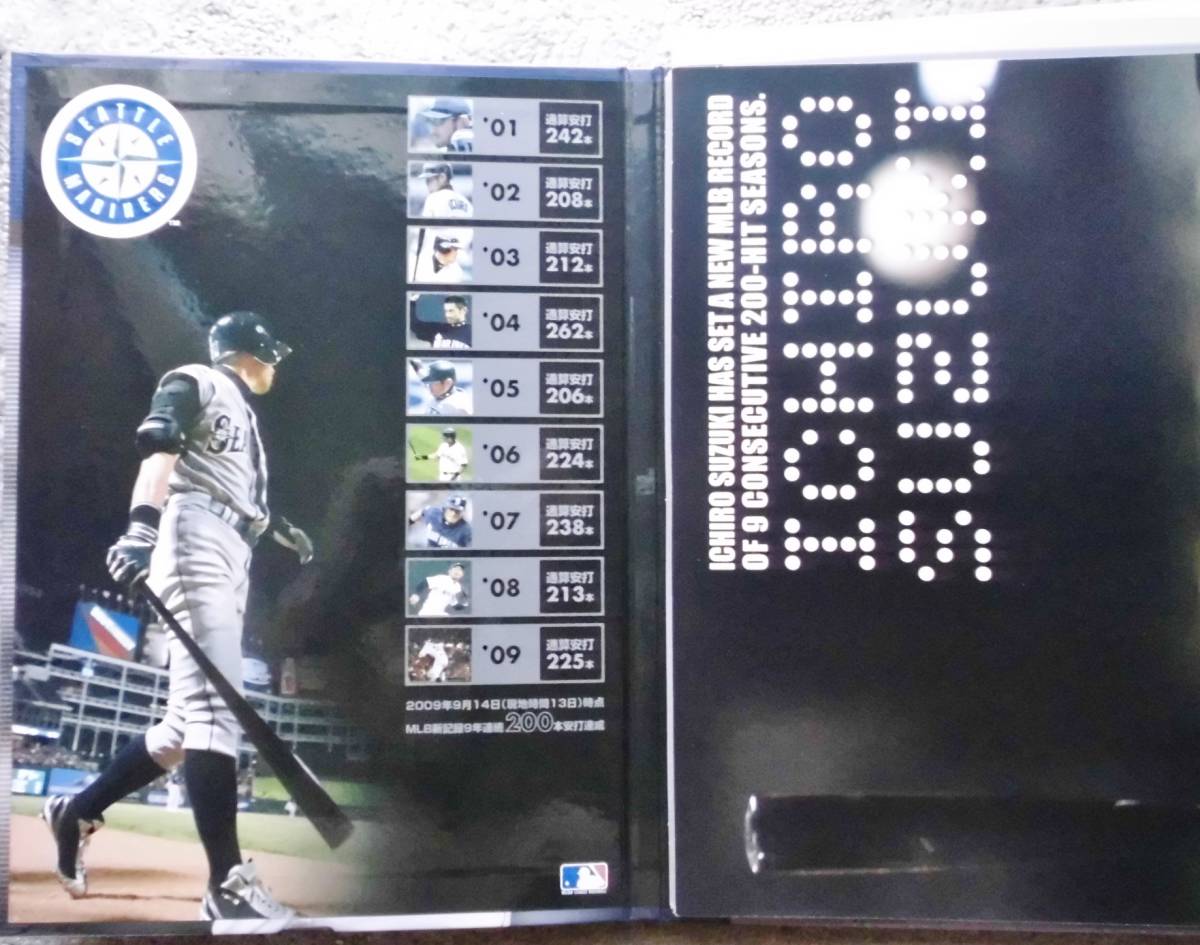 SEATTLE
MARINERS
TM
'01 通算安打 242本
'02 通算安打 208本
'03 通算安打 212本
'04 通算安打 262本
'05 通算安打 206本
'06 通算安打 224本
'07 通算安打 238本
'08 通算安打 213本
'09 通算安打 225本
2009年9月14日(現地時間13日)時点
MLB新記録9年連続200本安打達成
ICHIRO SUZUKI HAS SET A NEW MLB RECORD
OF 9 CONSECUTIVE 200-HIT SEASONS.
ICHIRO
SUZUKI